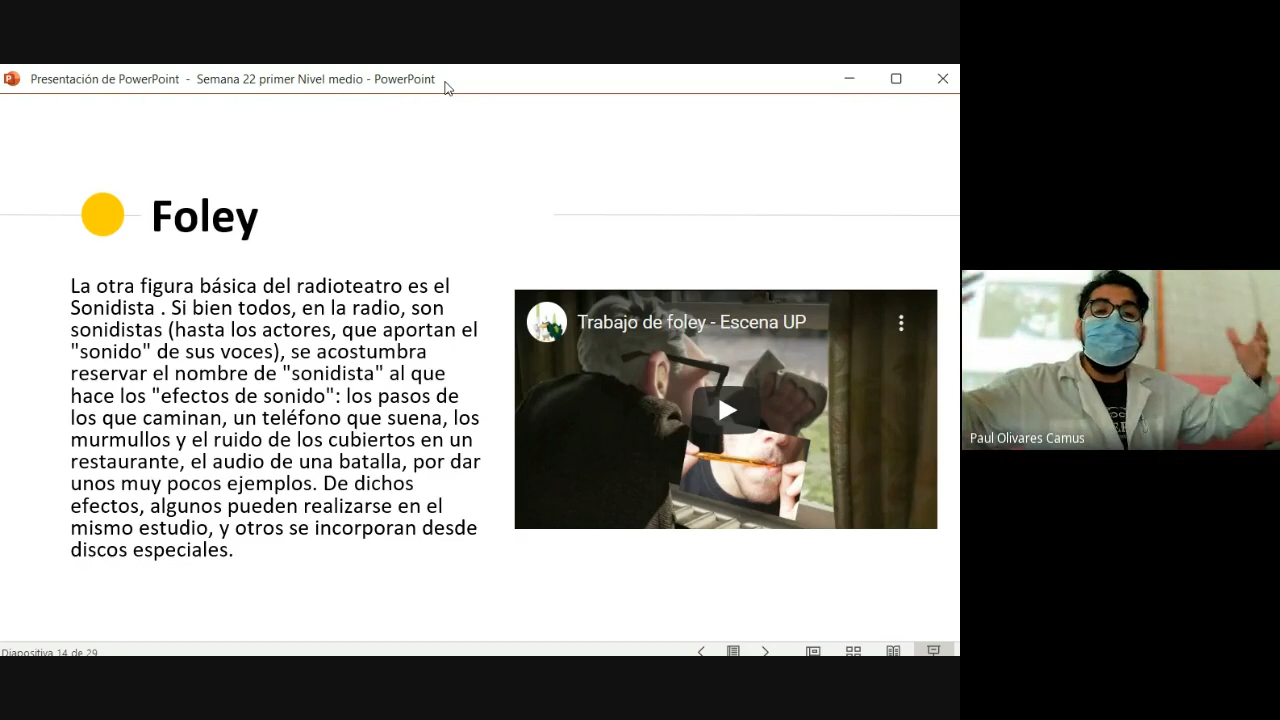 Presentación de PowerPoint - Semana 22 primer Nivel medio - PowerPoint
Foley
La otra figura básica del radioteatro es el
Sonidista . Si bien todos, en la radio, son
sonidistas (hasta los actores, que aportan el
"sonido" de sus voces), se acostumbra
reservar el nombre de "sonidista" al que
hace los "efectos de sonido": los pasos de
los que caminan, un teléfono que suena, los
murmullos y el ruido de los cubiertos en un
restaurante, el audio de una batalla, por dar
unos muy pocos ejemplos. De dichos
efectos, algunos pueden realizarse en el
mismo estudio, y otros se incorporan desde
discos especiales.
Trabajo de foley - Escena UP
Paul Olivares Camus
Diapositiva 14 de 29